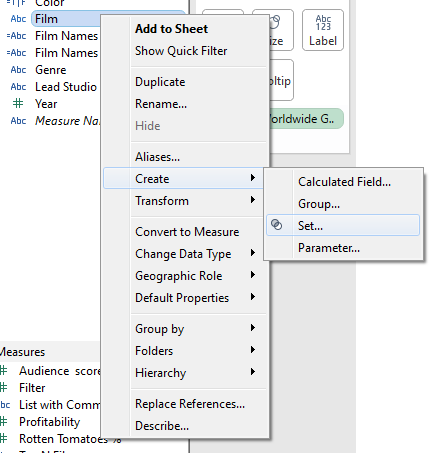 Color
Abc Film
=Abc Film Names
=Abc Film Names
Abc Genre
Abc Lead Studio
# Year
Abc Measure Na
Add to Sheet
Show Quick Filter
Duplicate
Rename...
Hide
Aliases...
Create
Transform
Convert to Measure
Change Data Type
Geographic Role
Default Properties
Group by
Folders
Hierarchy
Replace References...
Describe...
Calculated Field...
Group...
Set...
Parameter...
ize
Abc
123
Label
oltip
orldwide G..
Measures
# Audience score
# Filter
bc List with Comm
# Profitability
# Rotten Tomatoes %